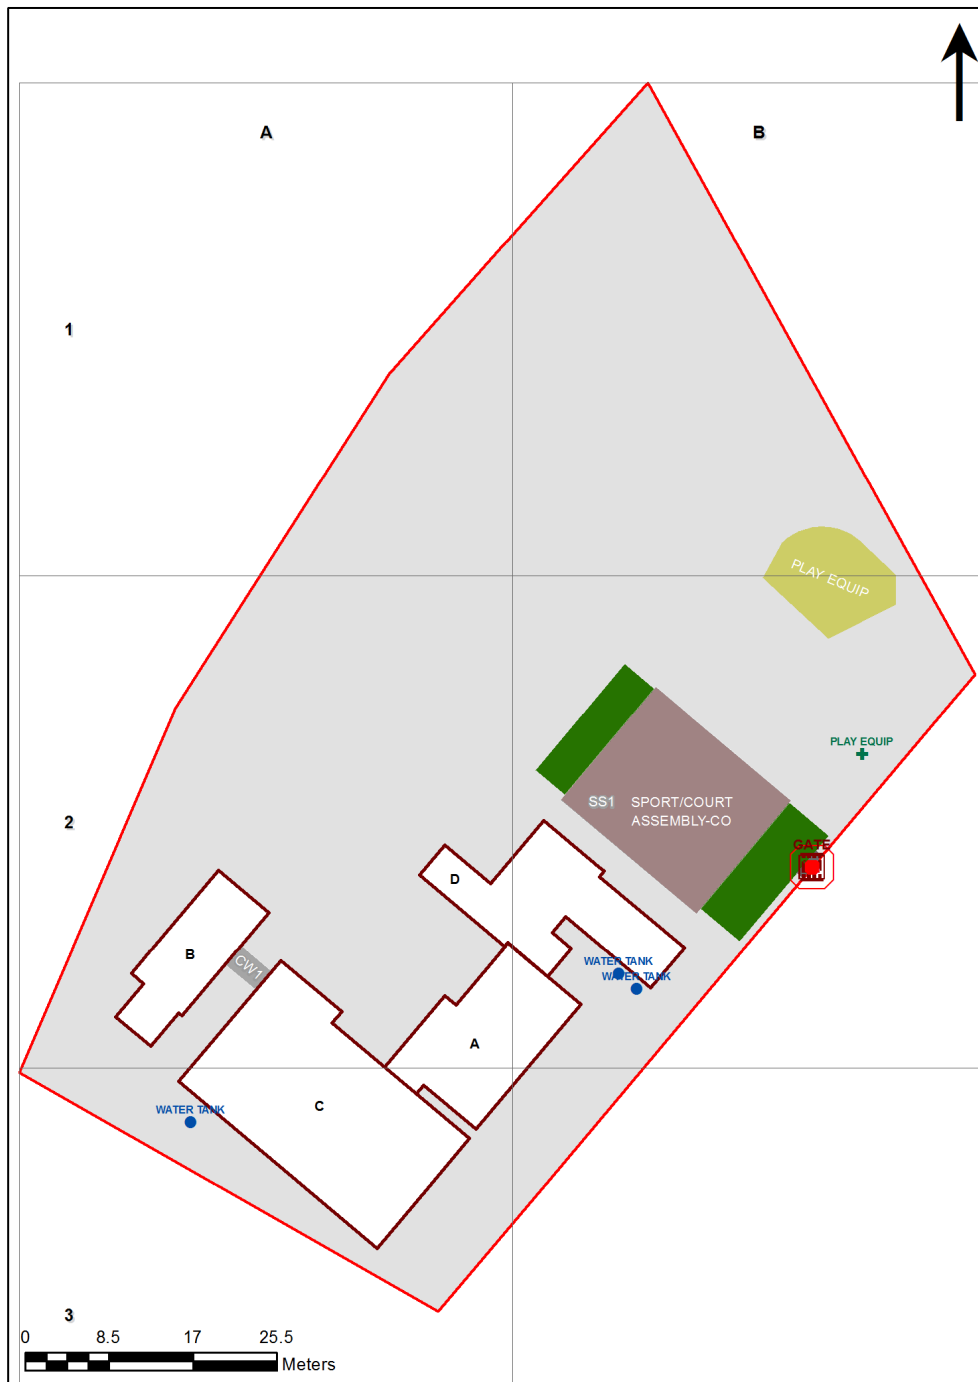 A
B
1
PLAY EQUIP
PLAY EQUIP
2
SS1
SPORT/COURT
ASSEMBLY-CO
GATE
D
B
CW1
WATER TANK
WATER TANK
A
C
WATER TANK
3
0 8.5 17 25.5
Meters